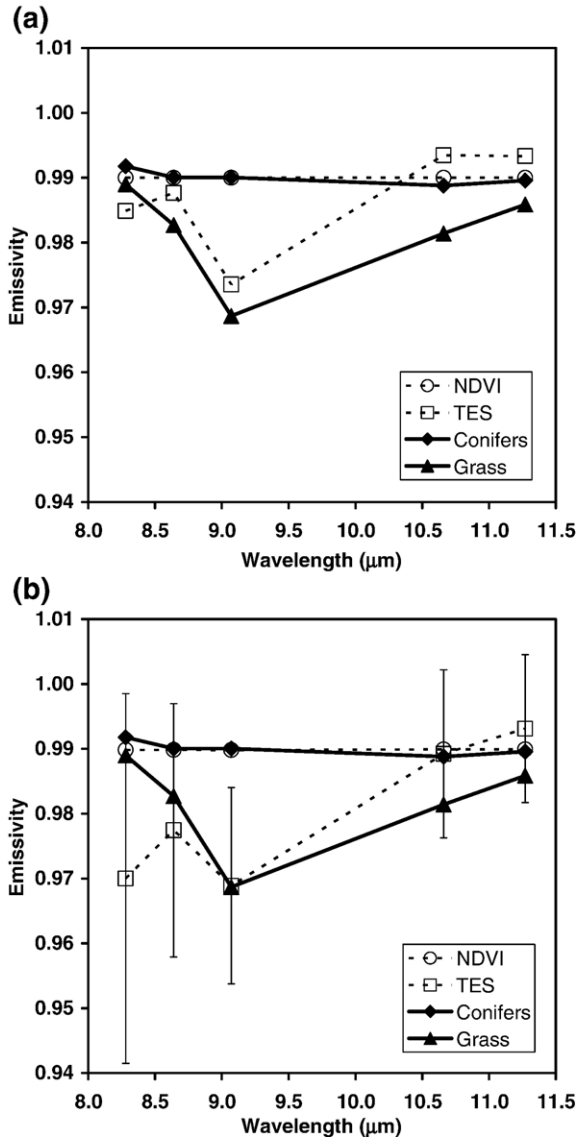 (a)
1.01
1.00
0.99
0.98
0.97
0.96
0.95
0.94
Emissivity
NDVI
TES
Conifers
Grass
8.0 8.5 9.0 9.5 10.0 10.5 11.0 11.5
Wavelength (μm)
(b)
1.01
1.00
0.99
0.98
0.97
0.96
0.95
0.94
Emissivity
NDVI
TES
Conifers
Grass
8.0 8.5 9.0 9.5 10.0 10.5 11.0 11.5
Wavelength (μm)